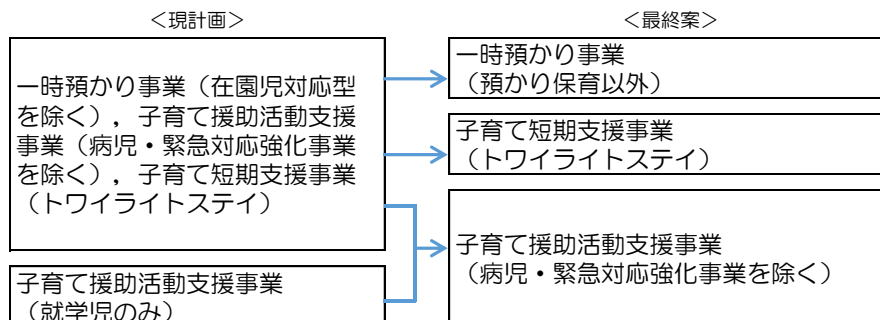 ＜現計画＞
一時預かり事業（在園児対応型
を除く），子育て援助活動支援
事業（病児・緊急対応強化事業
を除く），子育て短期支援事業
（トワイライトステイ）
子育て援助活動支援事業
（就学児のみ）
＜最終案＞
一時預かり事業
（預かり保育以外）
子育て短期支援事業
（トワイライトステイ）
子育て援助活動支援事業
（病児・緊急対応強化事業を除く）